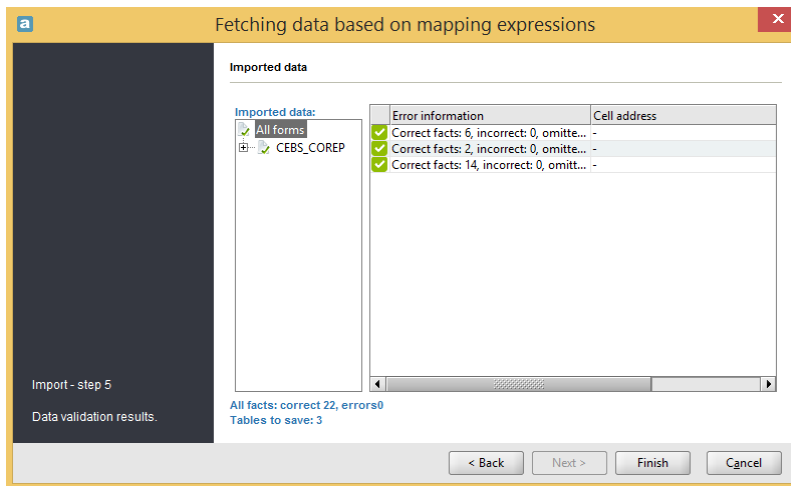 a
Fetching data based on mapping expressions
Imported data
Imported data:
All forms
CEBS_COREP
Error information
Cell address
Correct facts: 6, incorrect: 0, omitte... -
Correct facts: 2, incorrect: 0, omitte... -
Correct facts: 14, incorrect: 0, omitt... -
Import - step 5
Data validation results.
All facts: correct 22, errors0
Tables to save: 3
< Back
Next >
Finish
Cancel